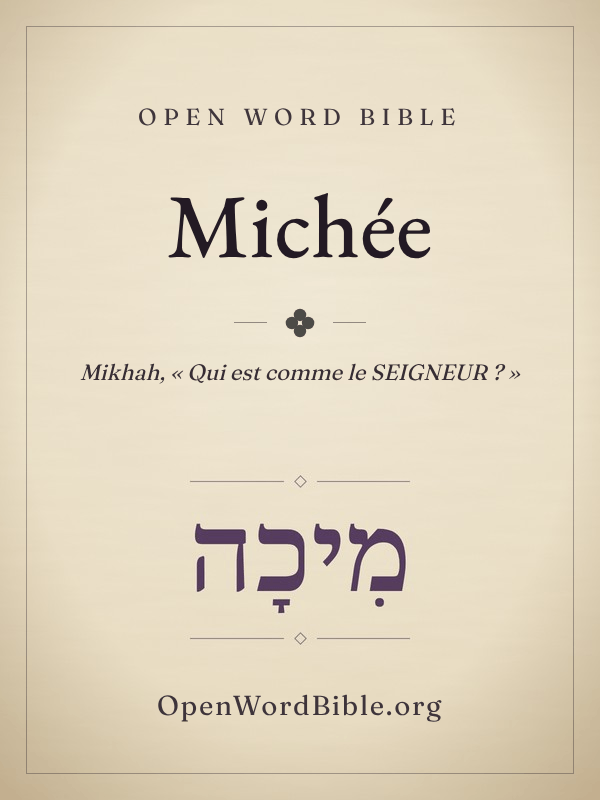 OPEN WORD BIBLE
Michée
Mikhah, « Qui est comme le SEIGNEUR ? »
מִיכָה
OpenWordBible.org